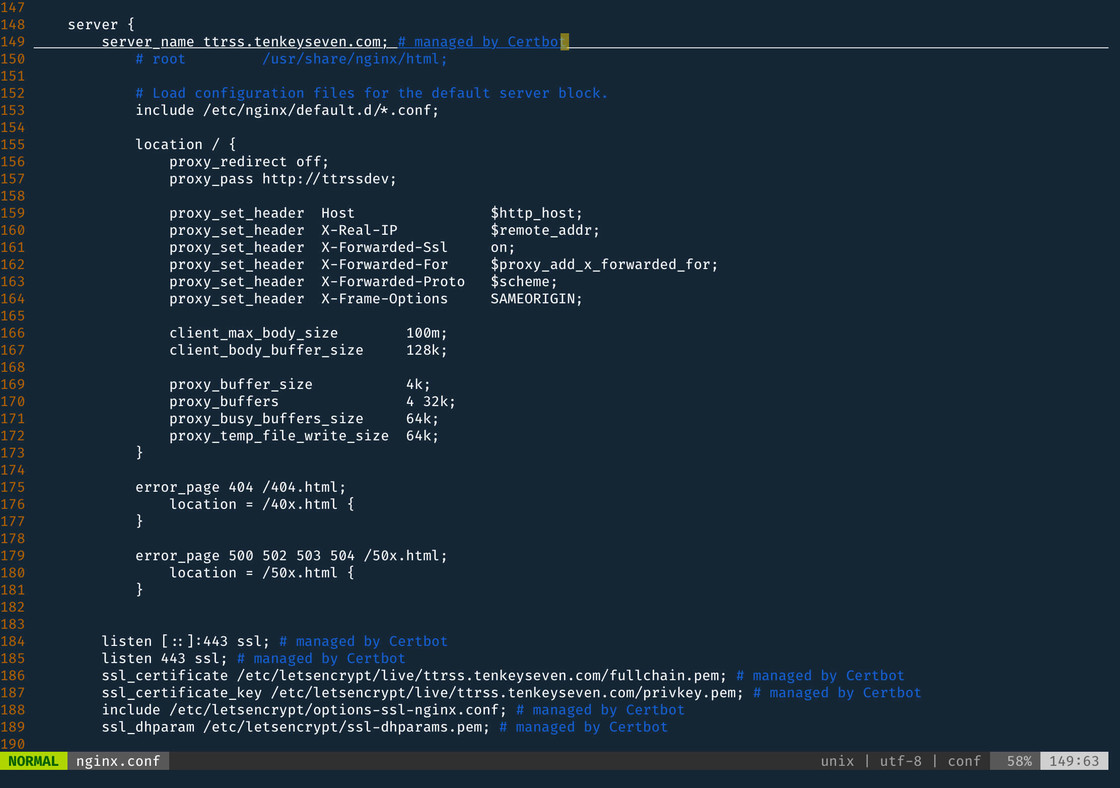 147
148     server {
149         server_name ttrss.tenkeyseven.com; # managed by Certbot
150             # root         /usr/share/nginx/html;
151
152             # Load configuration files for the default server block.
153             include /etc/nginx/default.d/*.conf;
154
155             location / {
156                 proxy_redirect off;
157                 proxy_pass http://ttrssdev;
158
159                 proxy_set_header  Host                $http_host;
160                 proxy_set_header  X-Real-IP           $remote_addr;
161                 proxy_set_header  X-Forwarded-Ssl     on;
162                 proxy_set_header  X-Forwarded-For     $proxy_add_x_forwarded_for;
163                 proxy_set_header  X-Forwarded-Proto   $scheme;
164                 proxy_set_header  X-Frame-Options     SAMEORIGIN;
165
166                 client_max_body_size        100m;
167                 client_body_buffer_size     128k;
168
169                 proxy_buffer_size           4k;
170                 proxy_buffers               4 32k;
171                 proxy_busy_buffers_size     64k;
172                 proxy_temp_file_write_size  64k;
173             }
174
175             error_page 404 /404.html;
176                 location = /40x.html {
177             }
178
179             error_page 500 502 503 504 /50x.html;
180                 location = /50x.html {
181             }
182
183
184         listen [::]:443 ssl; # managed by Certbot
185         listen 443 ssl; # managed by Certbot
186         ssl_certificate /etc/letsencrypt/live/ttrss.tenkeyseven.com/fullchain.pem; # managed by Certbot
187         ssl_certificate_key /etc/letsencrypt/live/ttrss.tenkeyseven.com/privkey.pem; # managed by Certbot
188         include /etc/letsencrypt/options-ssl-nginx.conf; # managed by Certbot
189         ssl_dhparam /etc/letsencrypt/ssl-dhparams.pem; # managed by Certbot
190
NORMAL nginx.conf unix | utf-8 | conf 58% 149:63